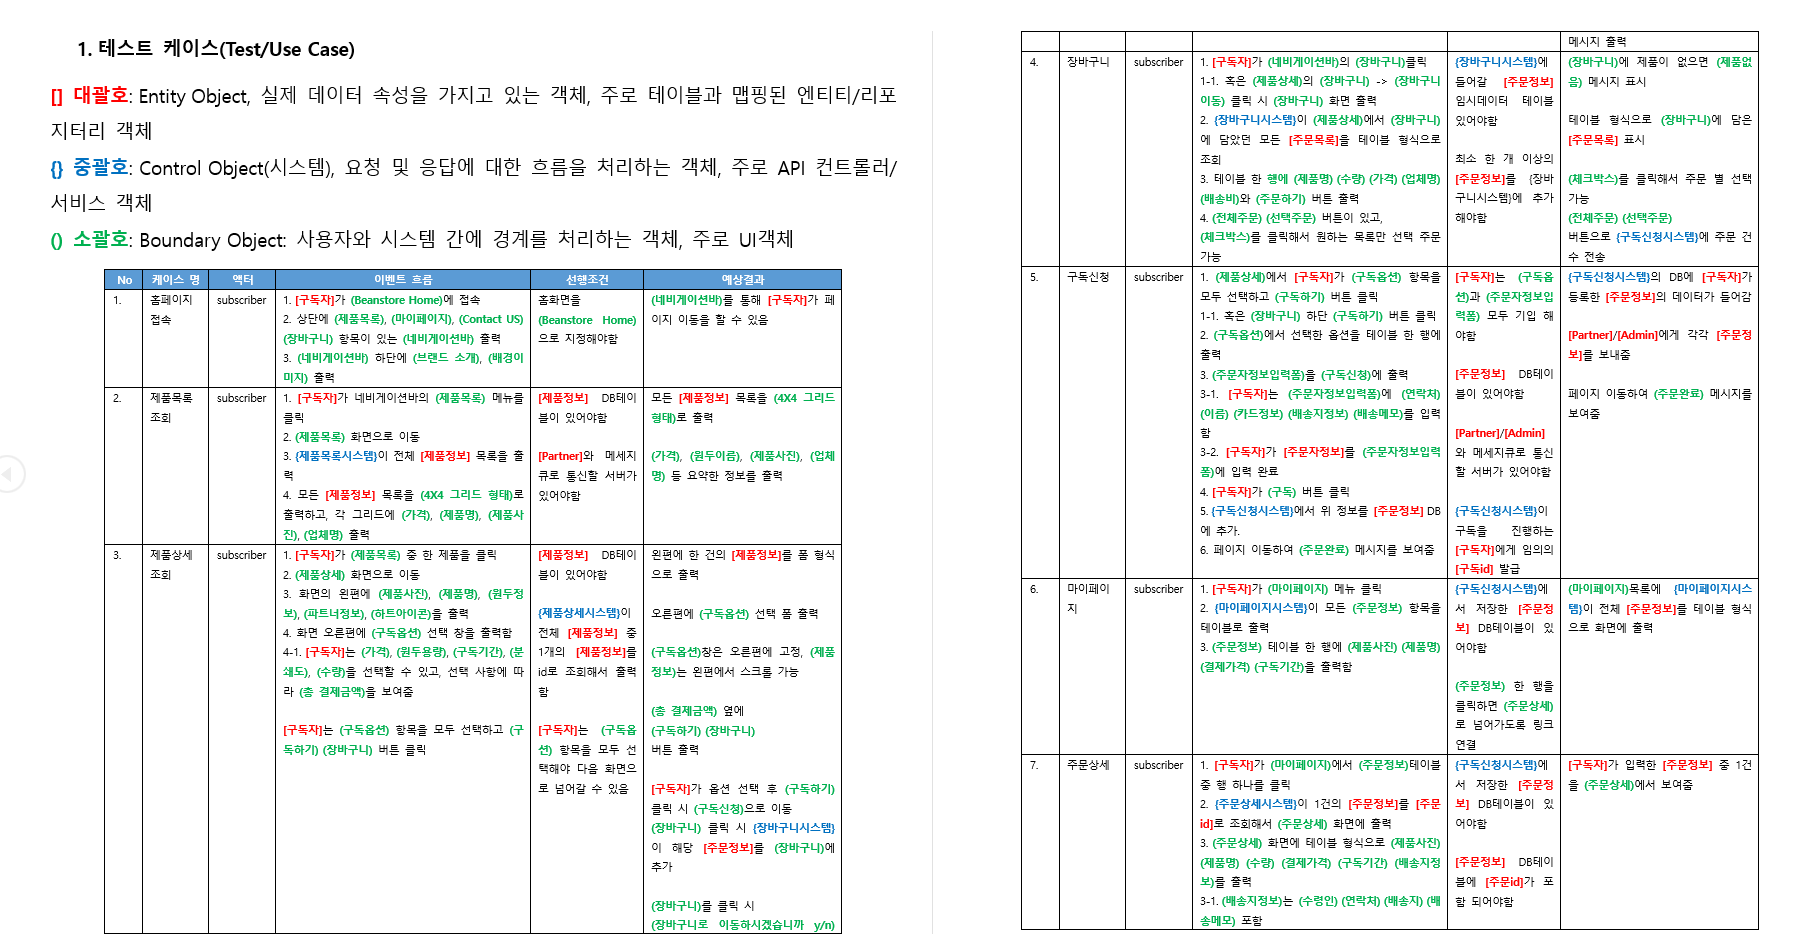 1. 테스트 케이스(Test/Use Case)
[] 대괄호: Entity Object, 실제 데이터 속성을 가지고 있는 객체, 주로 테이블과 맵핑된 엔티티/리포
지터리 객체
{} 중괄호: Control Object(시스템), 요청 및 응답에 대한 흐름을 처리하는 객체, 주로 API 컨트롤러/
서비스 객체
() 소괄호: Boundary Object: 사용자와 시스템 간에 경계를 처리하는 객체, 주로 UI객체
No 케이스 명 액터 이벤트 흐름 선행조건 예상결과
1.
홈페이지
접속
subscriber
1. [구독자]가 (Beanstore Home)에 접속
2. 상단에 (제품목록), (마이페이지), (Contact US)
(장바구니) 항목이 있는 (네비게이션바) 출력
3. (네비게이션바) 하단에 (브랜드 소개), (배경이
미지) 출력
홈화면을
(Beanstore Home)
으로 지정해야함
(네비게이션바)를 통해 [구독자]가 페
이지 이동을 할 수 있음
2.
제품목록
조회
subscriber
1. [구독자]가 네비게이션바의 (제품목록) 메뉴를
클릭
2. (제품목록) 화면으로 이동
3. {제품목록시스템}이 전체 [제품정보] 목록을 출
력
4. 모든 [제품정보] 목록을 (4X4 그리드 형태)로
출력하고, 각 그리드에 (가격), (제품명), (제품사
진), (업체명) 출력
[제품정보] DB테이
블이 있어야함
[Partner]와 메세지
큐로 통신할 서버가
있어야함
모든 [제품정보] 목록을 (4X4 그리드
형태)로 출력
(가격), (원두이름), (제품사진), (업체
명) 등 요약한 정보를 출력
3.
제품상세
조회
subscriber
1. [구독자]가 (제품목록) 중 한 제품을 클릭
2. (제품상세) 화면으로 이동
3. 화면의 왼편에 (제품사진), (제품명), (원두정
보), (파트너정보), (하트아이콘)을 출력
4. 화면 오른편에 (구독옵션) 선택 창을 출력함
4-1. [구독자]는 (가격), (원두용량), (구독기간), (분
쇄도), (수량)을 선택할 수 있고, 선택 사항에 따
라 (총 결제금액)을 보여줌
[구독자]는 (구독옵션) 항목을 모두 선택하고 (구
독하기) (장바구니) 버튼 클릭
[제품정보] DB테이
블이 있어야함
{제품상세시스템}이
전체 [제품정보] 중
1개의 [제품정보]를
id로 조회해서 출력
함
[구독자]는 (구독옵
션) 항목을 모두 선
택해야 다음 화면으
로 넘어갈 수 있음
왼편에 한 건의 [제품정보]를 폼 형식
으로 출력
오른편에 (구독옵션) 선택 폼 출력
(구독옵션)창은 오른편에 고정, (제품
정보)는 왼편에서 스크롤 가능
(총 결제금액) 옆에
(구독하기) (장바구니)
버튼 출력
[구독자]가 옵션 선택 후 (구독하기)
클릭 시 (구독신청)으로 이동
(장바구니) 클릭 시 {장바구니시스템}
이 해당 [주문정보]를 (장바구니)에
추가
(장바구니)를 클릭 시
(장바구니로 이동하시겠습니까 y/n)
메시지 출력
4.
장바구니
subscriber
1. [구독자]가 (네비게이션바)의 (장바구니)클릭
1-1. 혹은 (제품상세)의 (장바구니) -> (장바구니
이동) 클릭 시 (장바구니) 화면 출력
2. {장바구니시스템}이 (제품상세)에서 (장바구니)
에 담았던 모든 [주문목록]을 테이블 형식으로
조회
3. 테이블 한 행에 (제품명) (수량) (가격) (업체명)
(배송비)와 (주문하기) 버튼 출력
4. (전체주문) (선택주문) 버튼이 있고,
(체크박스)를 클릭해서 원하는 목록만 선택 주문
가능
{장바구니시스템}에
들어갈 [주문정보]
임시데이터 테이블
있어야함
최소 한 개 이상의
[주문정보]를 {장바
구니시스템}에 추가
해야함
(장바구니)에 제품이 없으면 (제품없
음) 메시지 표시
테이블 형식으로 (장바구니)에 담은
[주문목록] 표시
(체크박스)를 클릭해서 주문 별 선택
가능
(전체주문) (선택주문)
버튼으로 {구독신청시스템}에 주문 건
수 전송
5.
구독신청
subscriber
1. (제품상세)에서 [구독자]가 (구독옵션) 항목을
모두 선택하고 (구독하기) 버튼 클릭
1-1. 혹은 (장바구니) 하단 (구독하기) 버튼 클릭
2. (구독옵션)에서 선택한 옵션을 테이블 한 행에
출력
3. (주문자정보입력폼)을 (구독신청)에 출력
3-1. [구독자]는 (주문자정보입력폼)에 (연락처)
(이름) (카드정보) (배송지정보) (배송메모)를 입력
함
3-2. [구독자]가 [주문자정보]를 (주문자정보입력
폼)에 입력 완료
4. [구독자]가 (구독) 버튼 클릭
5. {구독신청시스템}에서 위 정보를 [주문정보] DB
에 추가.
6. 페이지 이동하여 (주문완료) 메시지를 보여줌
[구독자]는 (구독옵
션)과 (주문자정보입
력폼) 모두 기입 해
야함
[주문정보] DB테이
블이 있어야함
[Partner]/[Admin]
와 메세지큐로 통신
할 서버가 있어야함
{구독신청시스템}이
구독을 진행하는
[구독자]에게 임의의
[구독id] 발급
{구독신청시스템}의 DB에 [구독자]가
등록한 [주문정보]의 데이터가 들어감
[Partner]/[Admin]에게 각각 [주문정
보]를 보내줌
페이지 이동하여 (주문완료) 메시지를
보여줌
6.
마이페이
지
subscriber
1. [구독자]가 (마이페이지) 메뉴 클릭
2. {마이페이지시스템}이 모든 (주문정보) 항목을
테이블로 출력
3. (주문정보) 테이블 한 행에 (제품사진) (제품명)
(결제가격) (구독기간)을 출력함
{구독신청시스템}에
서 저장한 [주문정
보] DB테이블이 있
어야함
(주문정보) 한 행을
클릭하면 (주문상세)
로 넘어가도록 링크
연결
(마이페이지)목록에 {마이페이지시스
템}이 전체 [주문정보]를 테이블 형식
으로 화면에 출력
7.
주문상세
subscriber
1. [구독자]가 (마이페이지)에서 (주문정보)테이블
중 행 하나를 클릭
2. {주문상세시스템}이 1건의 [주문정보]를 [주문
id]로 조회해서 (주문상세) 화면에 출력
3. (주문상세) 화면에 테이블 형식으로 (제품사진)
(제품명) (수량) (결제가격) (구독기간) (배송지정
보)를 출력
3-1. (배송지정보)는 (수령인) (연락처) (배송지) (배
송메모) 포함
{구독신청시스템}에
서 저장한 [주문정
보] DB테이블이 있
어야함
[주문정보] DB테이
블에 [주문id]가 포
함 되어야함
[구독자]가 입력한 [주문정보] 중 1건
을 (주문상세)에서 보여줌